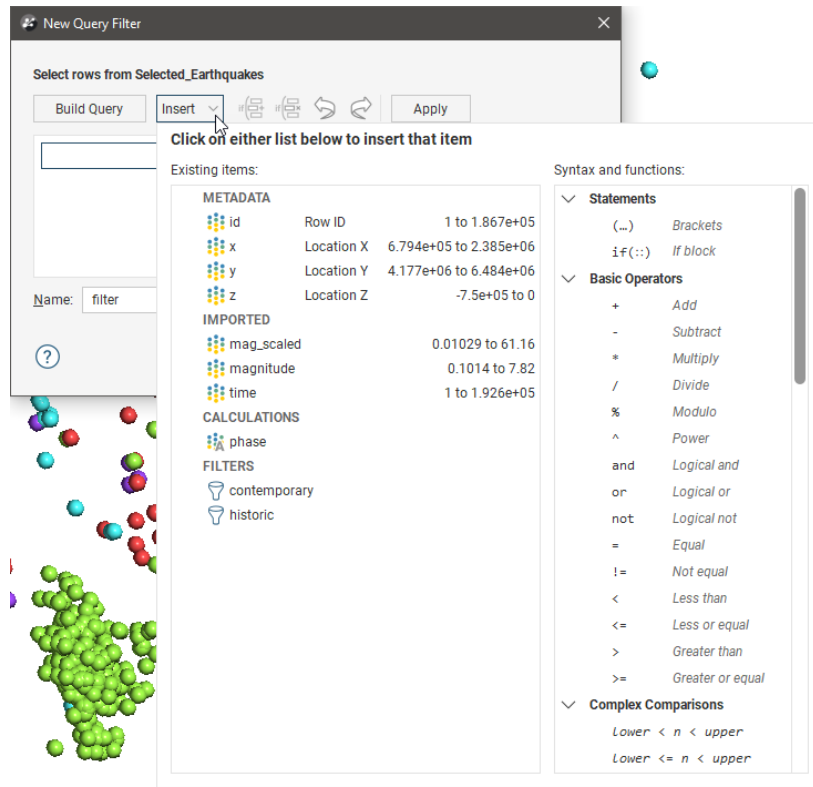 New Query Filter
Select rows from Selected_Earthquakes
Build Query Insert Apply
Click on either list below to insert that item
Existing items:
METADATA
id Row ID 1 to 1.867e+05
x Location X 6.794e+05 to 2.385e+06
y Location Y 4.177e+06 to 6.484e+06
z Location Z -7.5e+05 to 0
IMPORTED
mag_scaled 0.01029 to 61.16
magnitude 0.1014 to 7.82
time 1 to 1.926e+05
CALCULATIONS
phase
FILTERS
contemporary
historic
Syntax and functions:
Statements
(…) Brackets
if(::) If block
Basic Operators
+ Add
- Subtract
* Multiply
/ Divide
% Modulo
^ Power
and Logical and
or Logical or
not Logical not
= Equal
!= Not equal
< Less than
<= Less or equal
> Greater than
>= Greater or equal
Complex Comparisons
Lower < n < upper
Lower <= n < upper
Name: filter
?